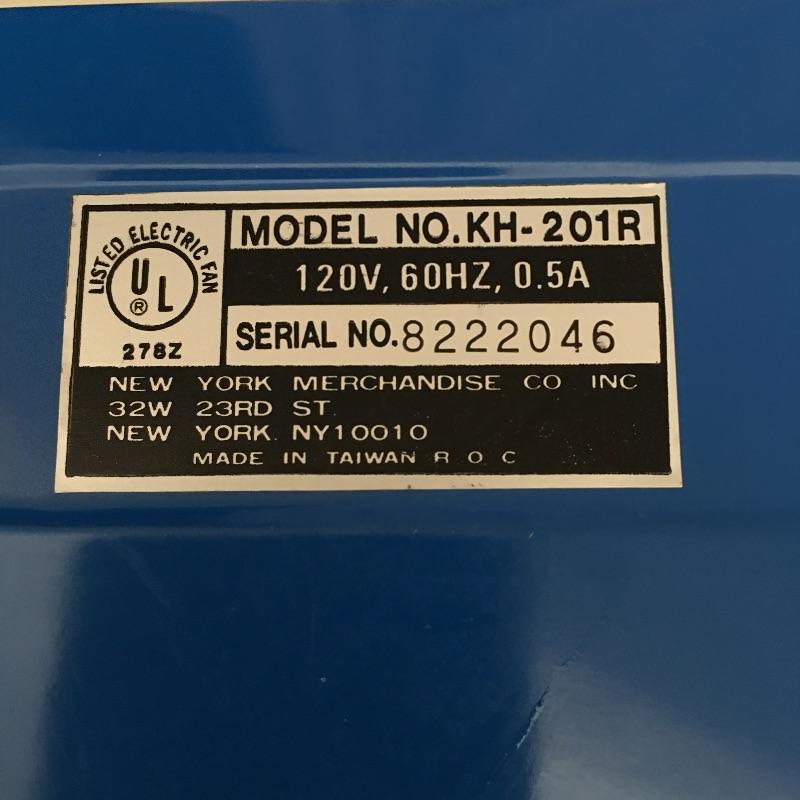 LISTED ELECTRIC FAN
UL
®
278Z
MODEL NO. KH-201R
120V, 60HZ, 0.5A
SERIAL NO. 8222046
NEW YORK MERCHANDISE CO INC
32W 23RD ST
NEW YORK. NY10010
MADE IN TAIWAN R O C